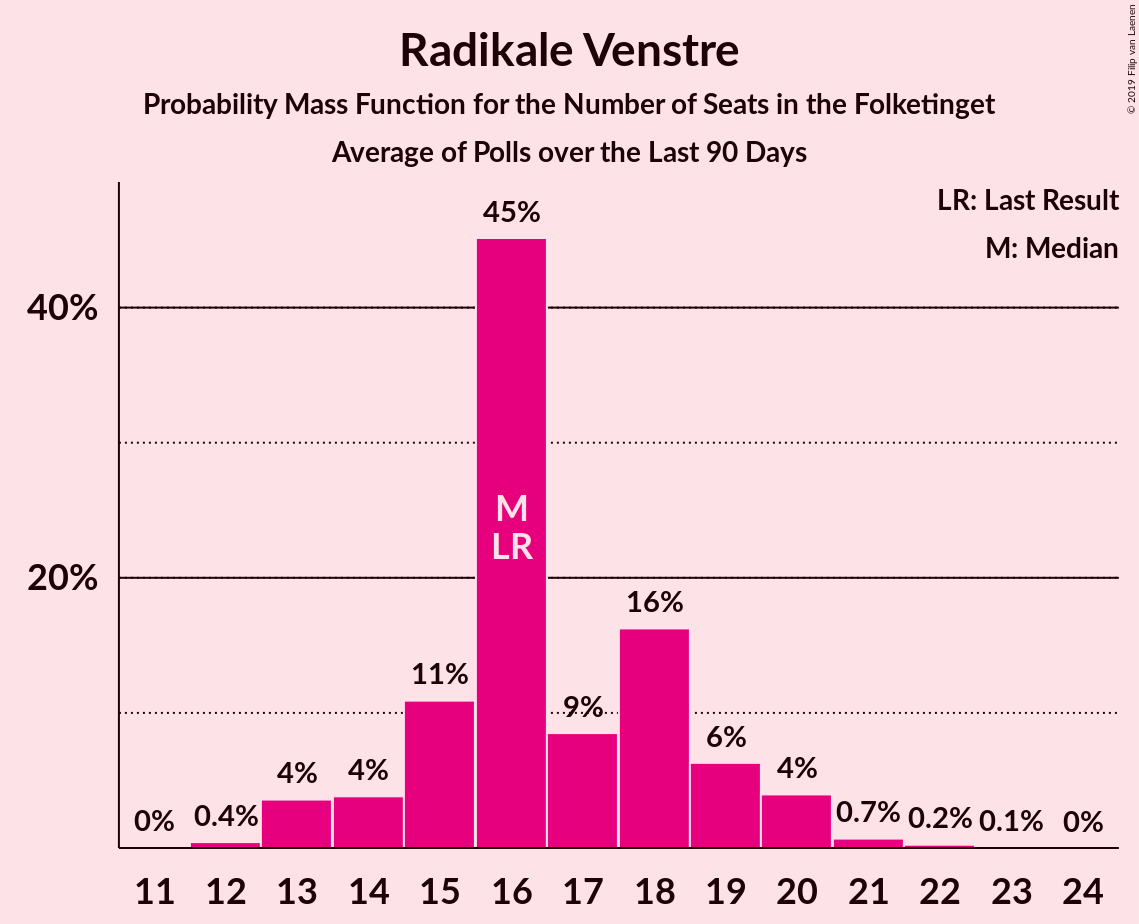 Radikale Venstre
Probability Mass Function for the Number of Seats in the Folketinget
Average of Polls over the Last 90 Days
© 2019 Filip van Laenen
LR: Last Result
M: Median
40%
20%
0%
0.4%
4%
4%
11%
45%
M
LR
9%
16%
6%
4%
0.7%
0.2%
0.1%
0%
11 12 13 14 15 16 17 18 19 20 21 22 23 24